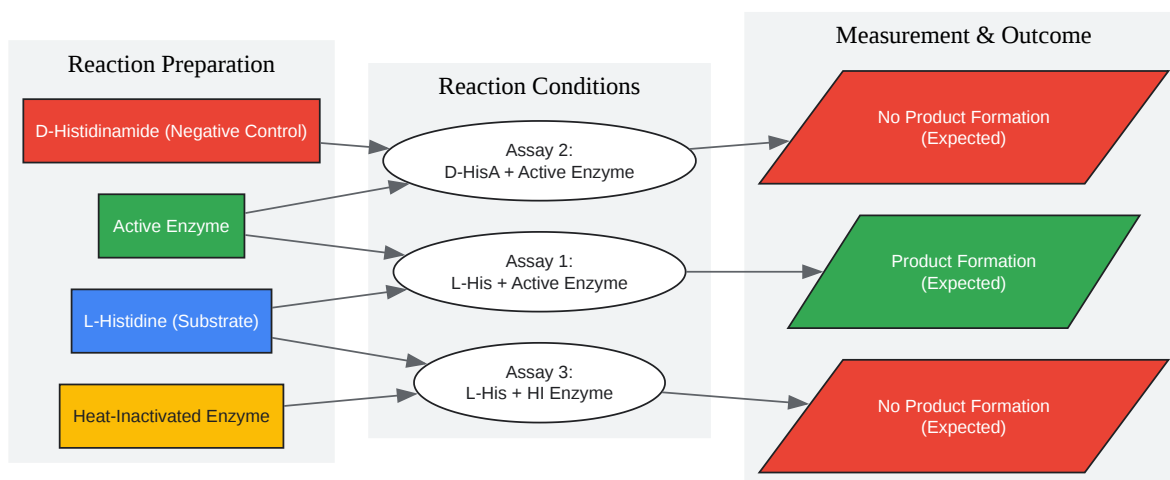 Reaction Preparation
D-Histidinamide (Negative Control)
Active Enzyme
L-Histidine (Substrate)
Heat-Inactivated Enzyme
Reaction Conditions
Assay 2:
D-HisA + Active Enzyme
Assay 1:
L-His + Active Enzyme
Assay 3:
L-His + HI Enzyme
Measurement & Outcome
No Product Formation
(Expected)
Product Formation
(Expected)
No Product Formation
(Expected)